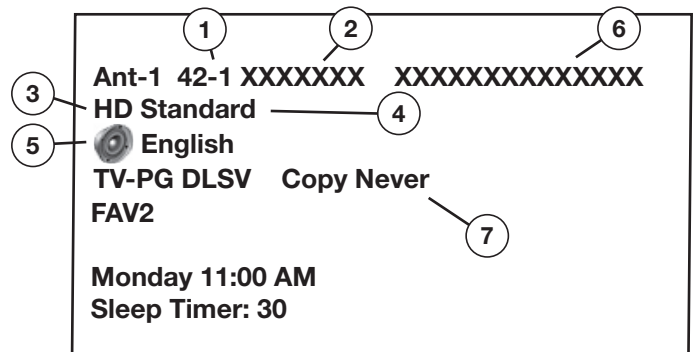 1 2 6
Ant-1 42-1 XXXXXXX XXXXXXXXXXXXXX
3 HD Standard 4
5 English
TV-PG DLSV Copy Never
FAV2 7
Monday 11:00 AM
Sleep Timer: 30